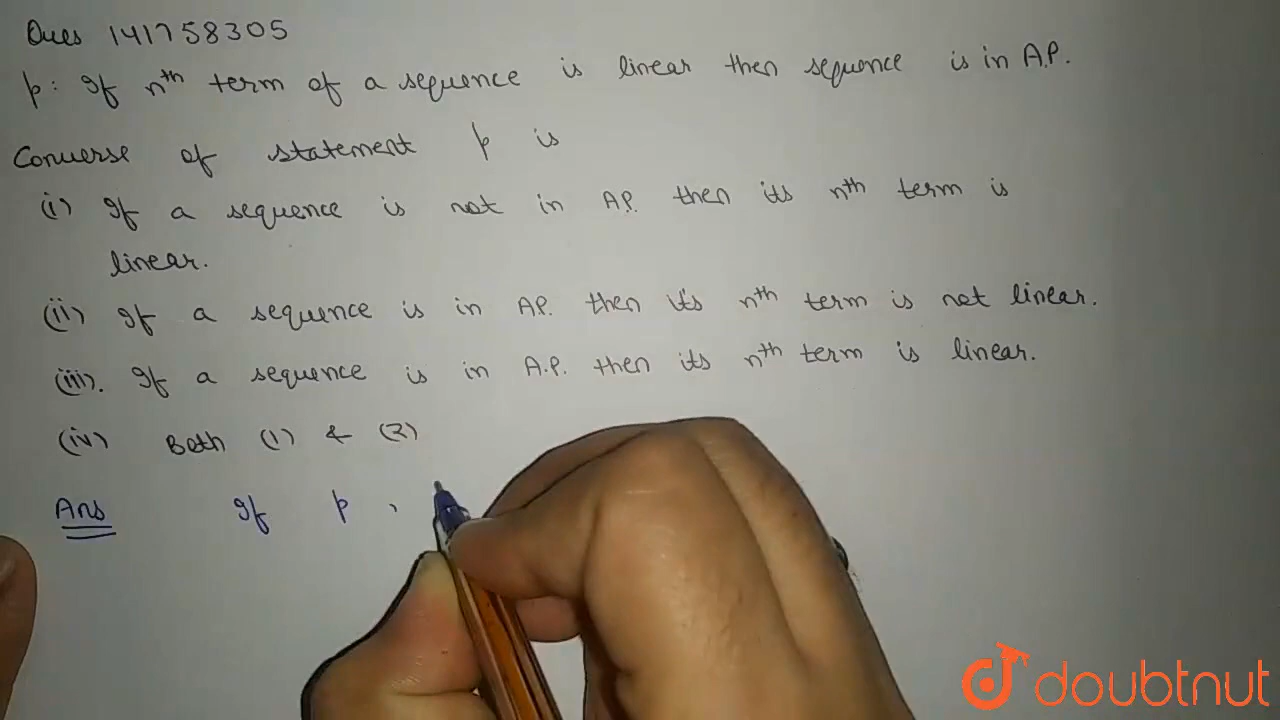 Ques 141758305
p: If nth term of a sequence is linear then sequence is in A.P.
Converse of statement p is
(i) If a sequence is not in A.P. then its nth term is
linear.
(ii) If a sequence is in AP. then it's nth term is not linear.
(iii). If a sequence is in A.P. then its nth term is linear.
(iv) Both (1) & (2)
Ans If p ,
doubtnut